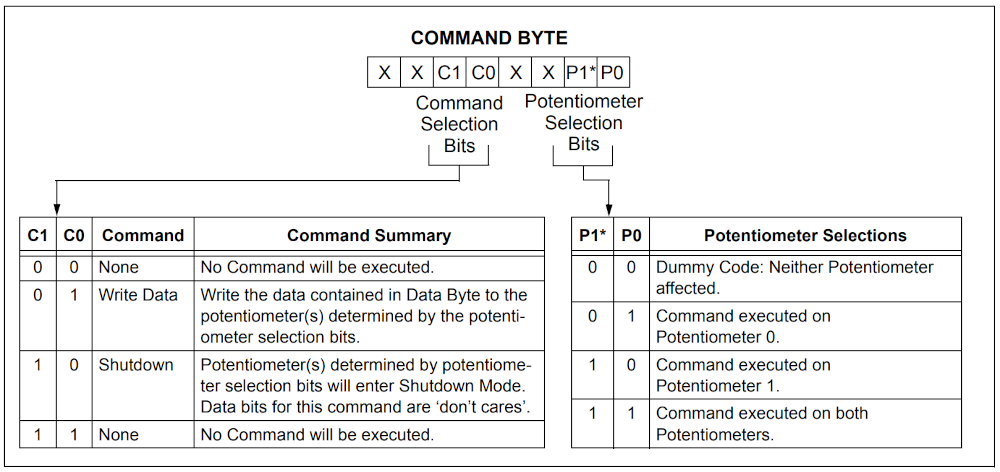 COMMAND BYTE
X X C1 C0 X X P1* P0
Command Selection Bits
Potentiometer Selection Bits
C1 C0 Command Command Summary
0 0 None No Command will be executed.
0 1 Write Data Write the data contained in Data Byte to the
potentiometer(s) determined by the potenti-
ometer selection bits.
1 0 Shutdown Potentiometer(s) determined by potentiome-
ter selection bits will enter Shutdown Mode.
Data bits for this command are ‘don’t cares’.
1 1 None No Command will be executed.
P1* P0 Potentiometer Selections
0 0 Dummy Code: Neither Potentiometer
affected.
0 1 Command executed on
Potentiometer 0.
1 0 Command executed on
Potentiometer 1.
1 1 Command executed on both
Potentiometers.